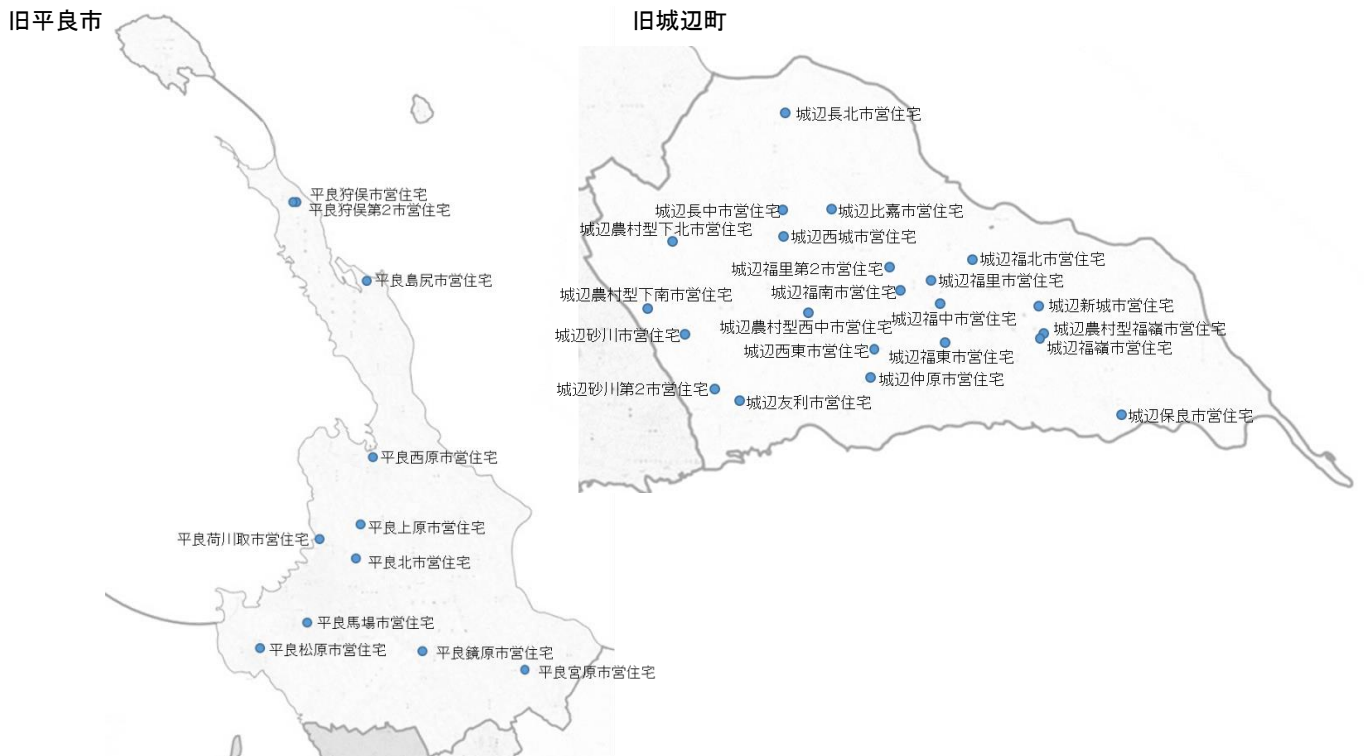 旧平良市
平良狩俣市営住宅
平良狩俣第2市営住宅
平良島尻市営住宅
平良西原市営住宅
平良上原市営住宅
平良荷川取市営住宅
平良北市営住宅
平良馬場市営住宅
平良松原市営住宅
平良鏡原市営住宅
平良宮原市営住宅
旧城辺町
城辺長北市営住宅
城辺長中市営住宅
城辺比嘉市営住宅
城辺農村型下北市営住宅
城辺西城市営住宅
城辺福北市営住宅
城辺福里第2市営住宅
城辺福里市営住宅
城辺福南市営住宅
城辺農村型下南市営住宅
城辺新城市営住宅
城辺福中市営住宅
城辺農村型西中市営住宅
城辺農村型福嶺市営住宅
城辺砂川市営住宅
城辺福嶺市営住宅
城辺西東市営住宅
城辺福東市営住宅
城辺仲原市営住宅
城辺砂川第2市営住宅
城辺友利市営住宅
城辺保良市営住宅